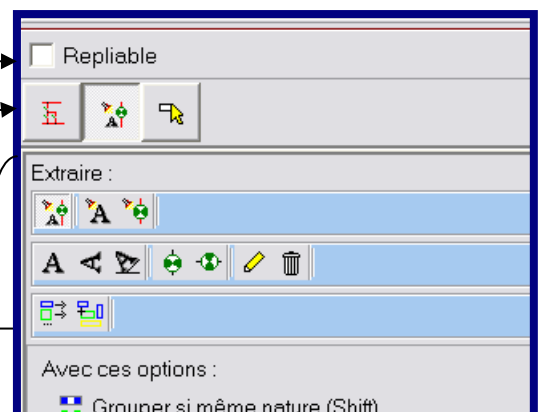 Repliable
Extraire :
Avec ces options :
Grouper si même nature (Shift)